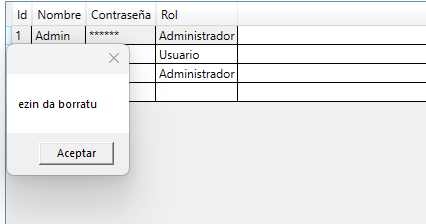 Id Nombre Contraseña Rol
1 Admin ****** Administrador
Usuario
Administrador
ezin da borratu
Aceptar